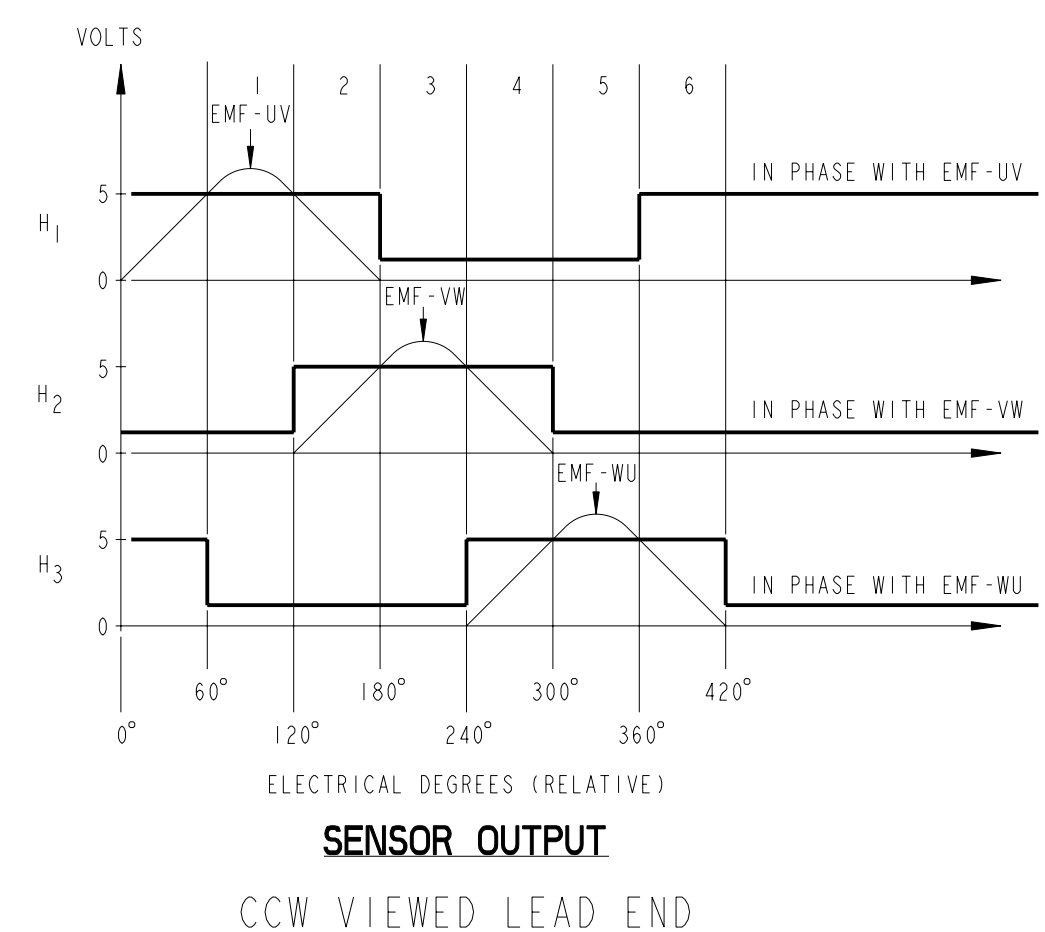 VOLTS
1 2 3 4 5 6
EMF-UV
IN PHASE WITH EMF-UV
5
H1
0
EMF-VW
5
H2
IN PHASE WITH EMF-VW
0
EMF-WU
5
H3
IN PHASE WITH EMF-WU
0
60° 180° 300° 420°
0° 120° 240° 360°
ELECTRICAL DEGREES (RELATIVE)
SENSOR OUTPUT
CCW VIEWED LEAD END